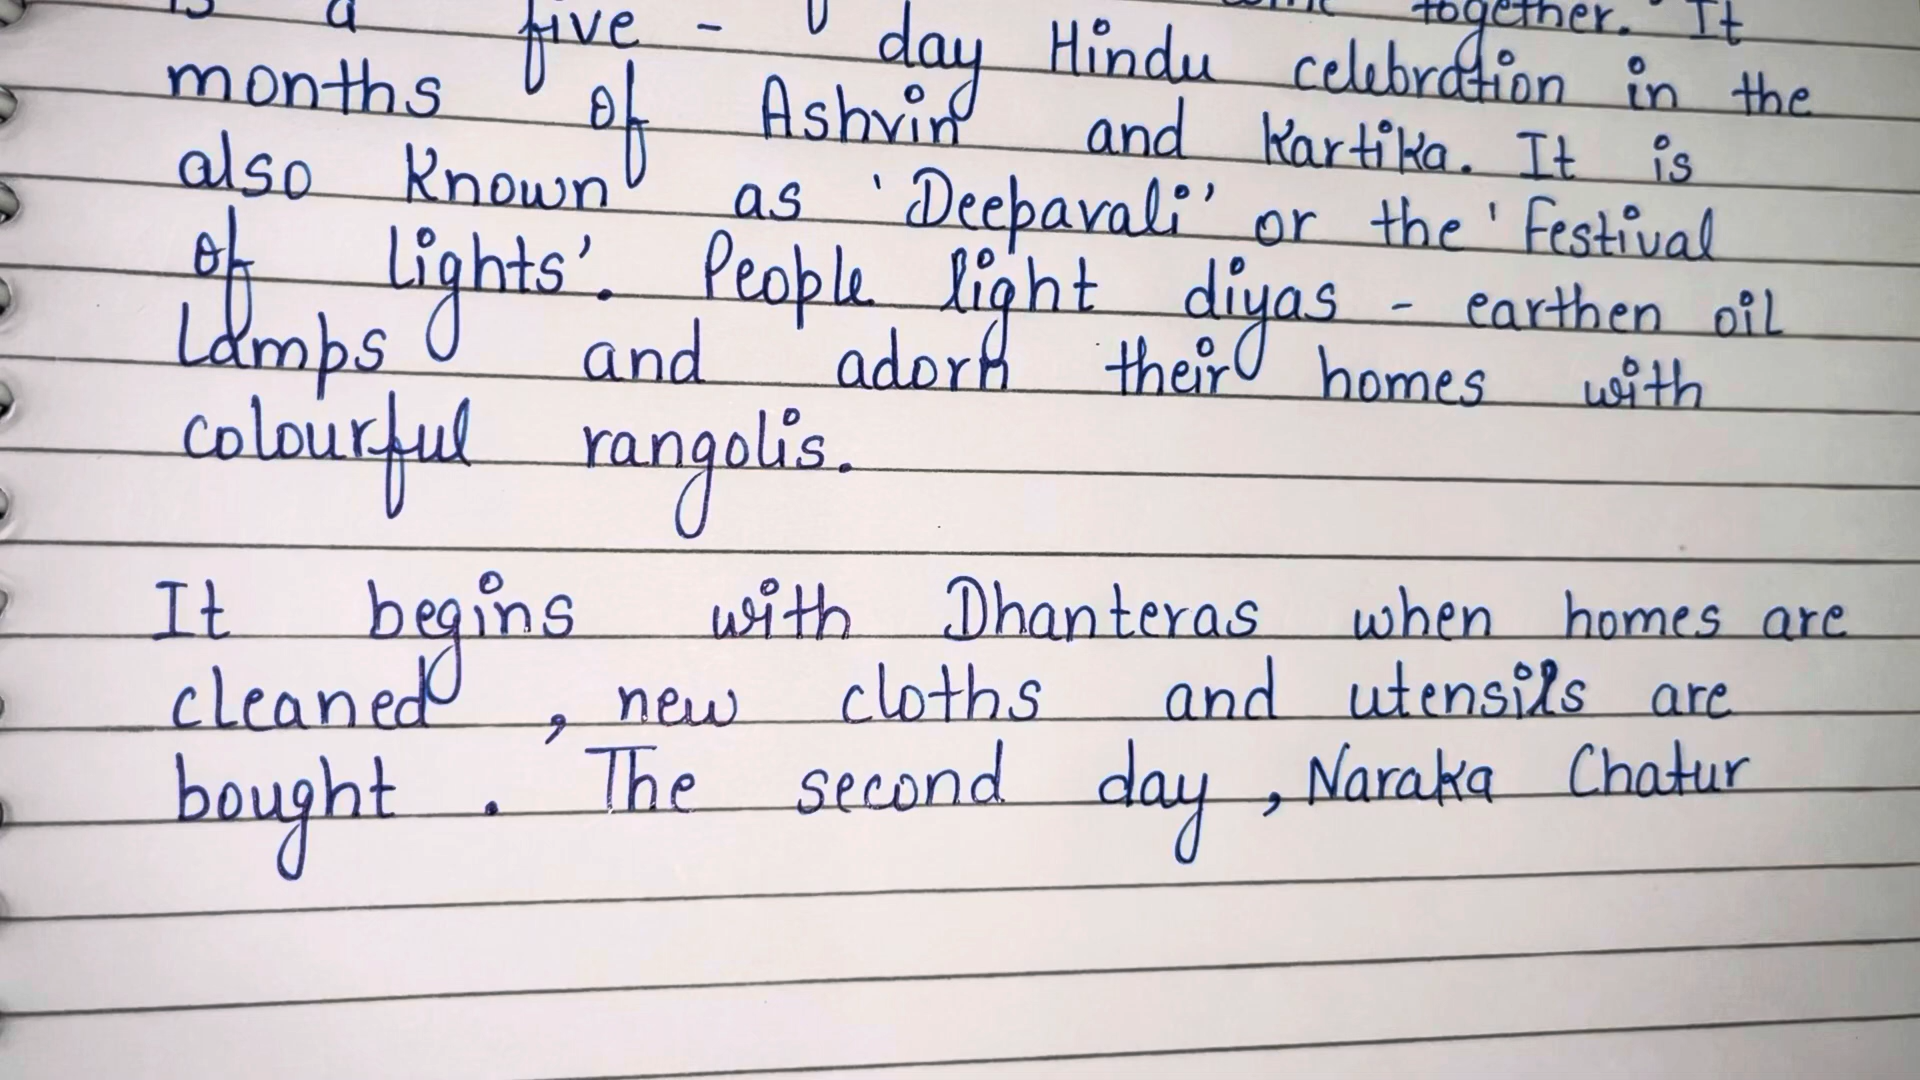 together. It
is a five - day Hindu celebration in the
months of Ashvin and Kartika. It is
also known as 'Deepavali' or the 'Festival
of lights'. People light diyas - earthen oil
Lamps and adorn their homes with
colourful rangolis.
It begins with Dhanteras when homes are
cleaned , new cloths and utensils are
bought . The second day , Naraka Chatur